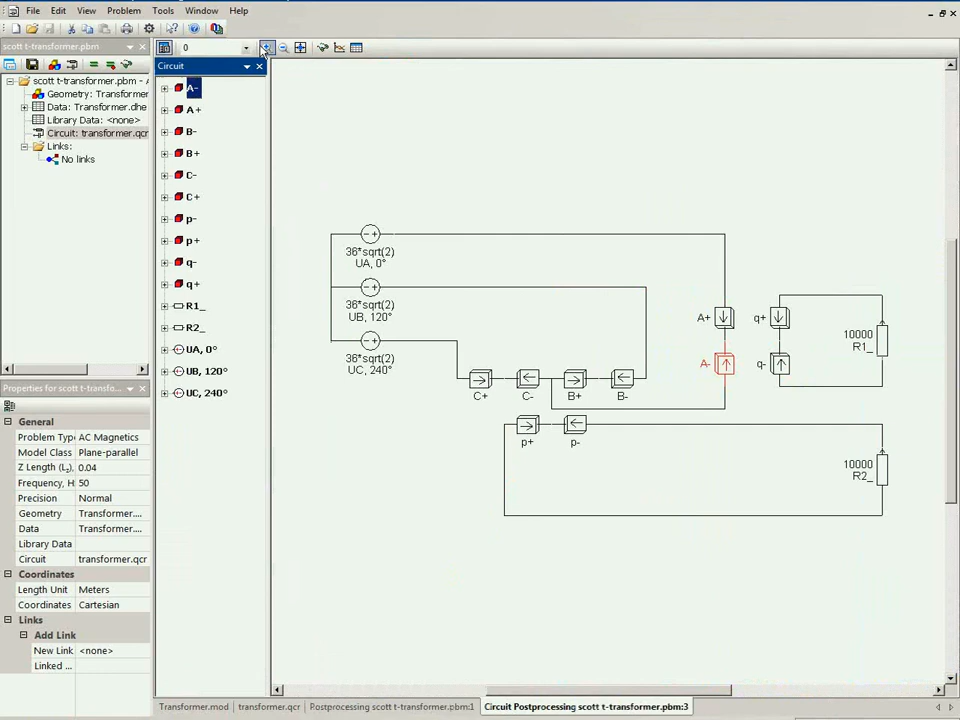 File Edit View Problem Tools Window Help
scott t-transformer.pbm
0
scott t-transformer.pbm - A
Geometry: Transformer
Data: Transformer.dhe
Library Data: <none>
Circuit: transformer.qcr
Links:
No links
Circuit
A-
A+
B-
B+
C-
C+
p-
p+
q-
q+
R1_
R2_
UA, 0°
UB, 120°
UC, 240°
36*sqrt(2)
UA, 0°
36*sqrt(2)
UB, 120°
36*sqrt(2)
UC, 240°
A+
q+
10000
R1_
A-
q-
C+
C-
B+
B-
p+
p-
10000
R2_
Properties for scott t-transfo...
General
Problem Typ AC Magnetics
Model Class Plane-parallel
Z Length (Lz), 0.04
Frequency, H 50
Precision Normal
Geometry Transformer....
Data Transformer....
Library Data
Circuit transformer.qcr
Coordinates
Length Unit Meters
Coordinates Cartesian
Links
Add Link
New Link <none>
Linked ...
Transformer.mod transformer.qcr Postprocessing scott t-transformer.pbm:1 Circuit Postprocessing scott t-transformer.pbm:3